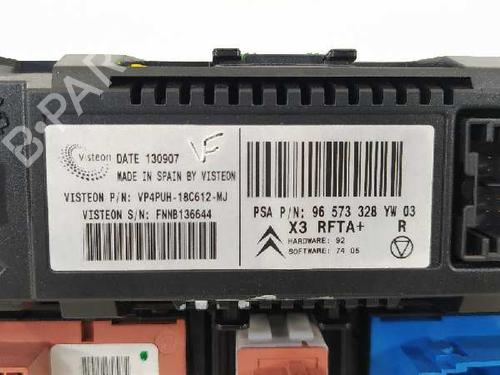 B-PARTS
Visteon DATE 130907 VF
MADE IN SPAIN BY VISTEON
VISTEON P/N: VP4PUH-18C612-MJ
VISTEON S/N: FNNB136644
PSA P/N: 96 573 328 YW 03
X3 RFTA+ R
HARDWARE: 92
SOFTWARE: 74 05